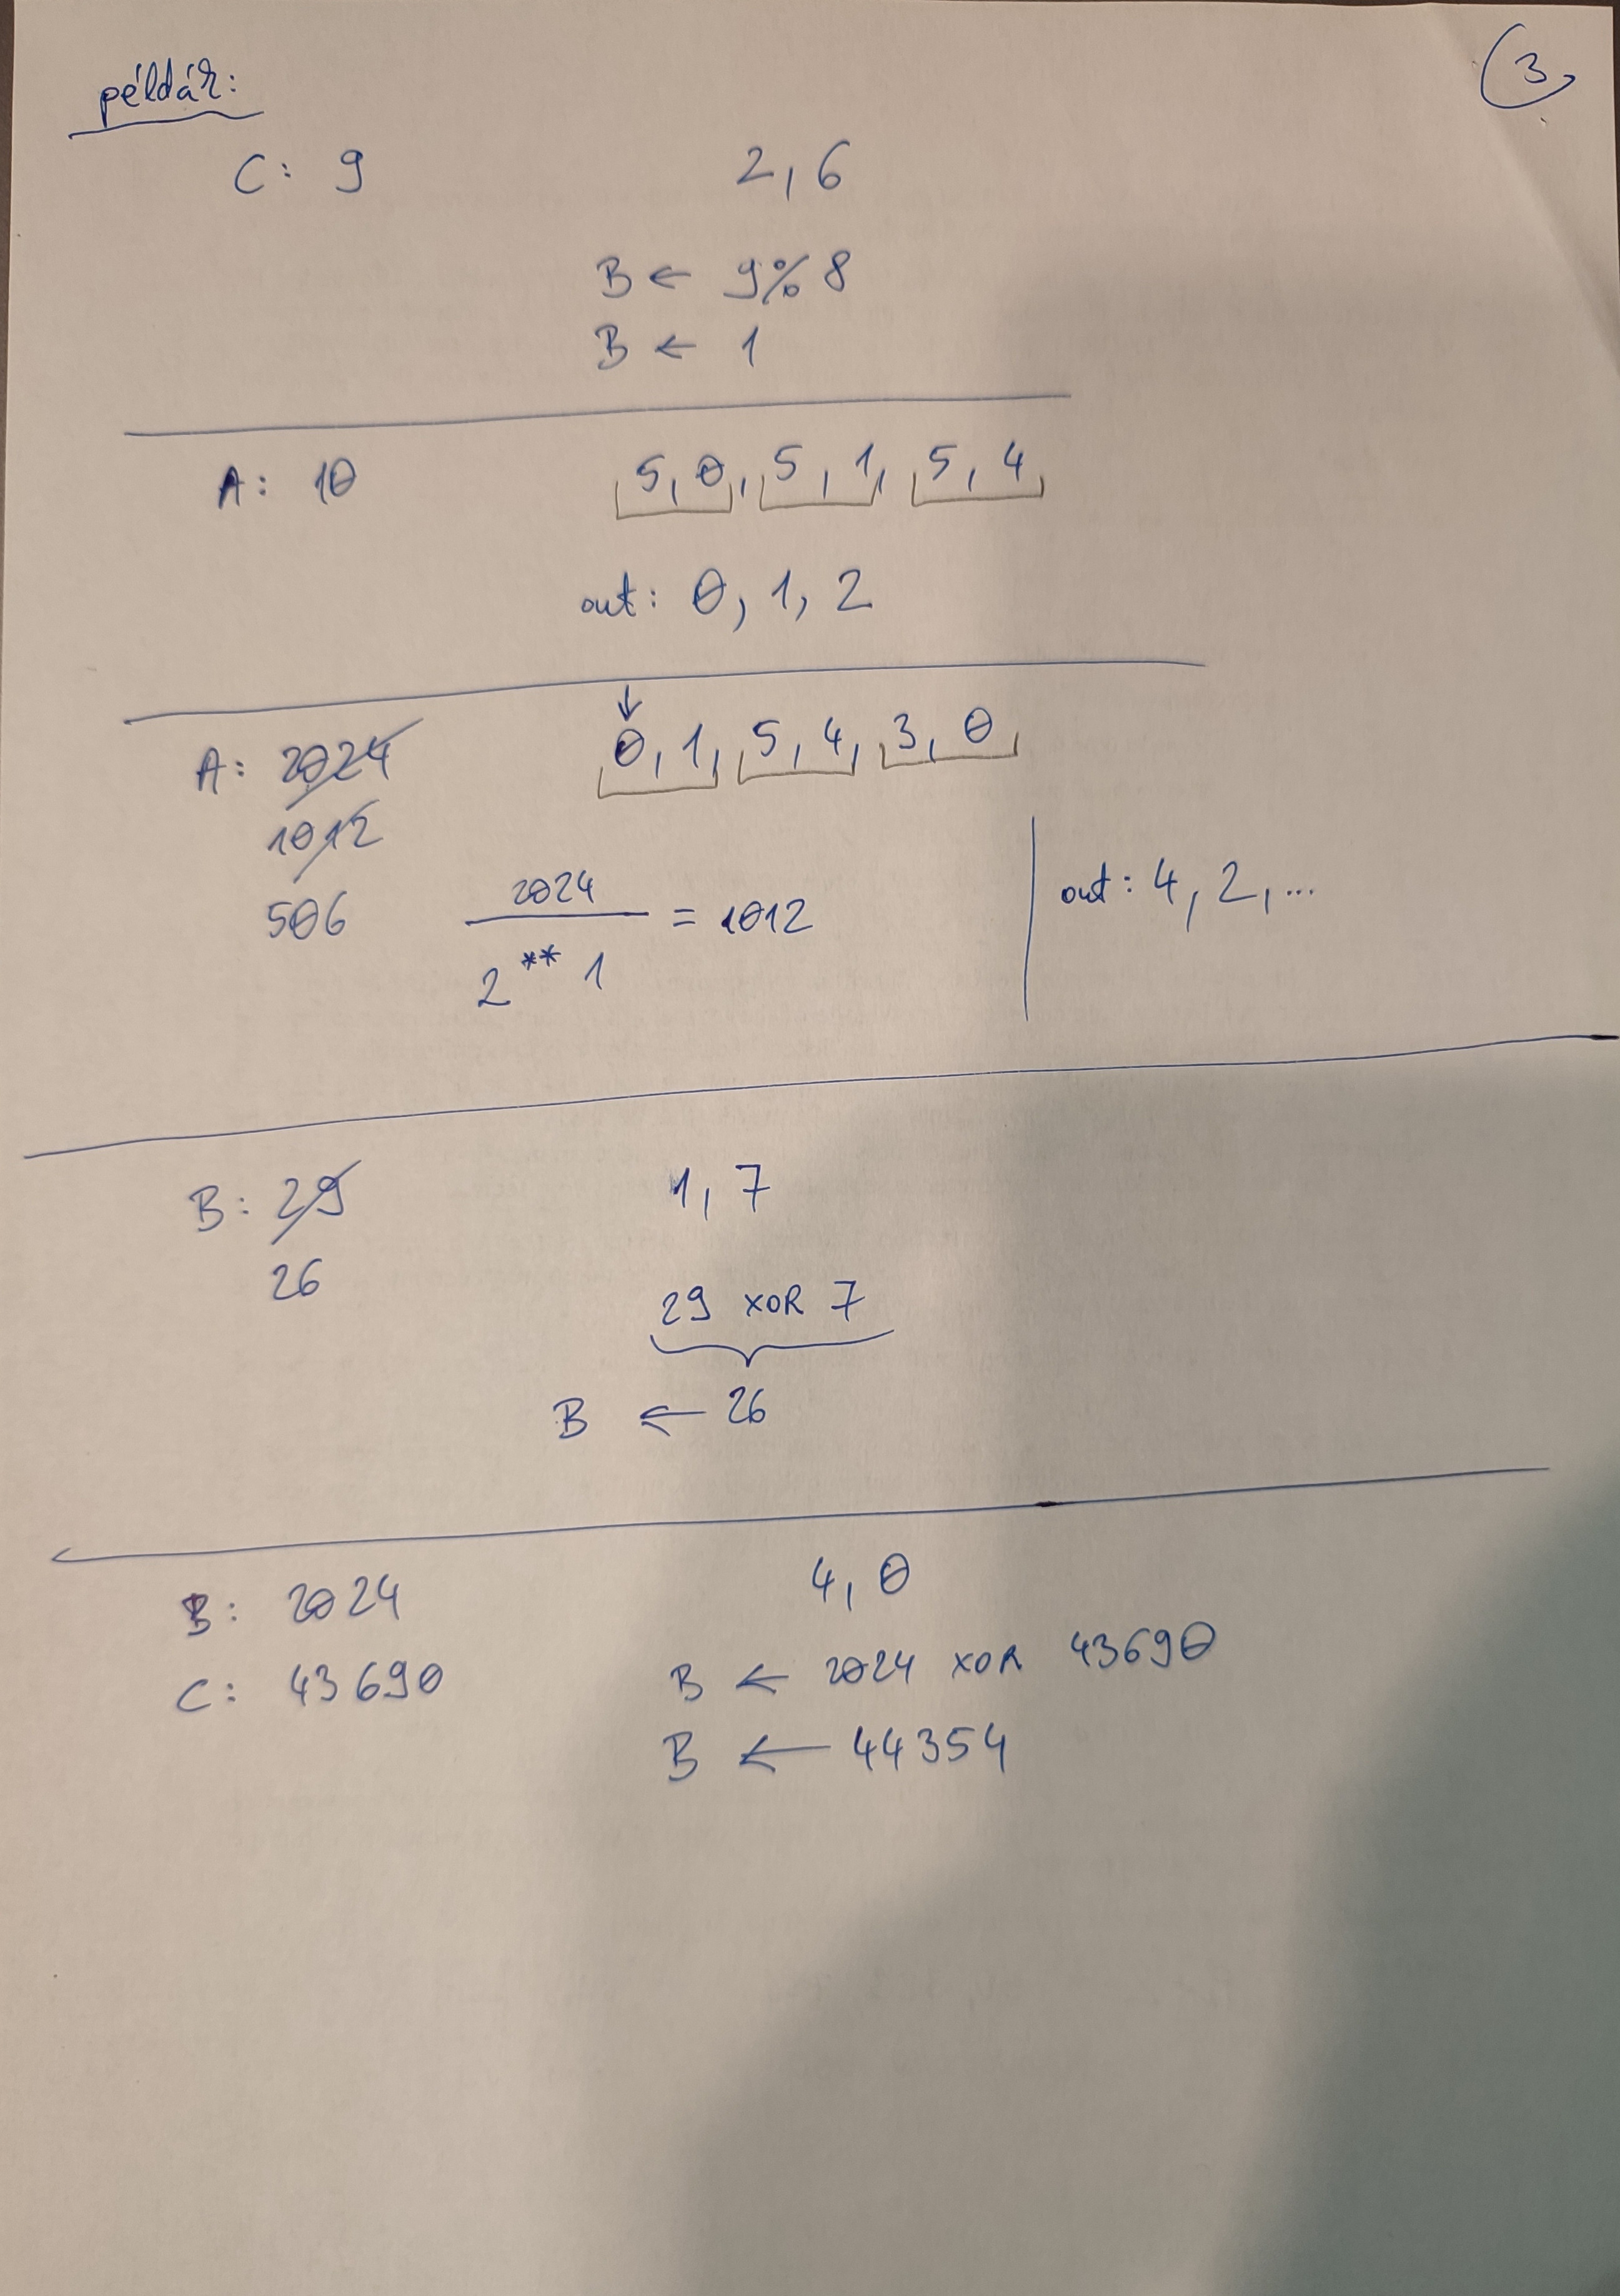 példák:
3,
C: 9 2, 6
B ← 9% 8
B ← 1
A: 10 5, 0, 5, 1, 5, 4
out: 0, 1, 2
↓
A: 2024 0, 1, 5, 4, 3, 0
1012
506
2024
2 ** 1
= 1012
out: 4, 2, ...
B: 29 1, 7
26
29 XOR 7
B ← 26
B: 2024 4, 0
C: 43690 B ← 2024 XOR 43690
B ← 44354